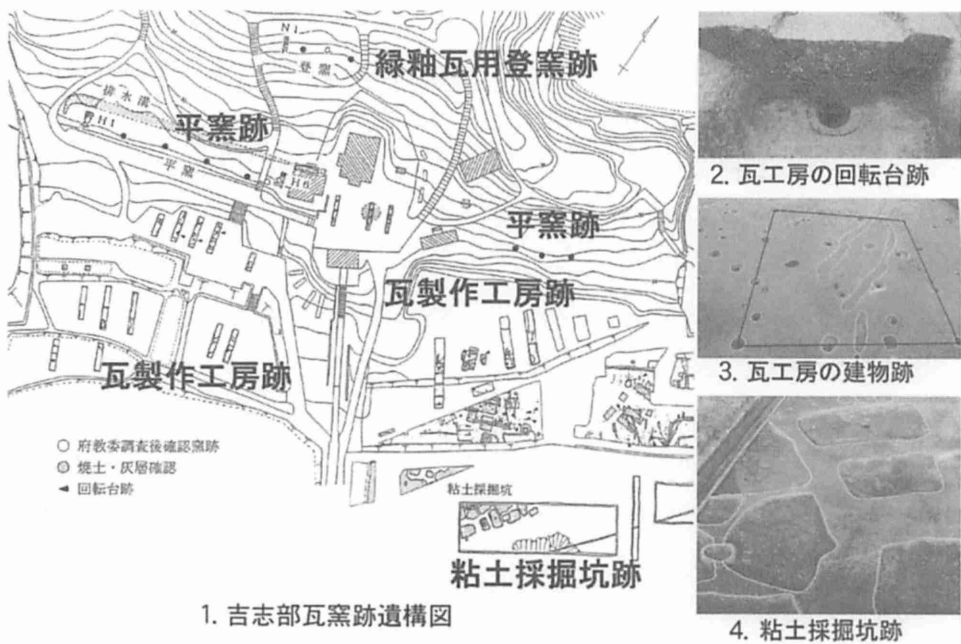 N1
登窯
緑釉瓦用登窯跡
排水溝
平窯跡
H1
平窯
H6
平窯跡
瓦製作工房跡
瓦製作工房跡
○ 府教委調査後確認窯跡
焼土・灰層確認
◄ 回転台跡
粘土採掘坑
粘土採掘坑跡
1. 吉志部瓦窯跡遺構図
2. 瓦工房の回転台跡
3. 瓦工房の建物跡
4. 粘土採掘坑跡